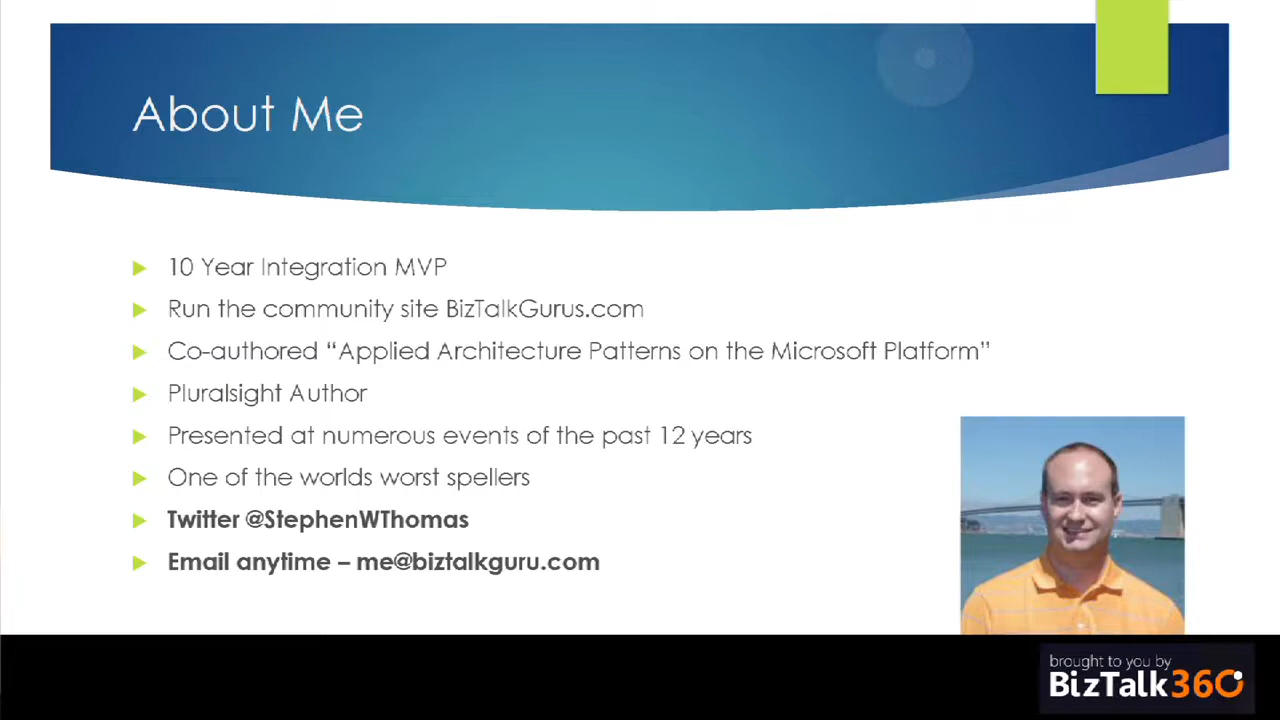 About Me
10 Year Integration MVP
Run the community site BizTalkGurus.com
Co-authored “Applied Architecture Patterns on the Microsoft Platform”
Pluralsight Author
Presented at numerous events of the past 12 years
One of the worlds worst spellers
Twitter @StephenWThomas
Email anytime – me@biztalkguru.com
brought to you by
BizTalk360